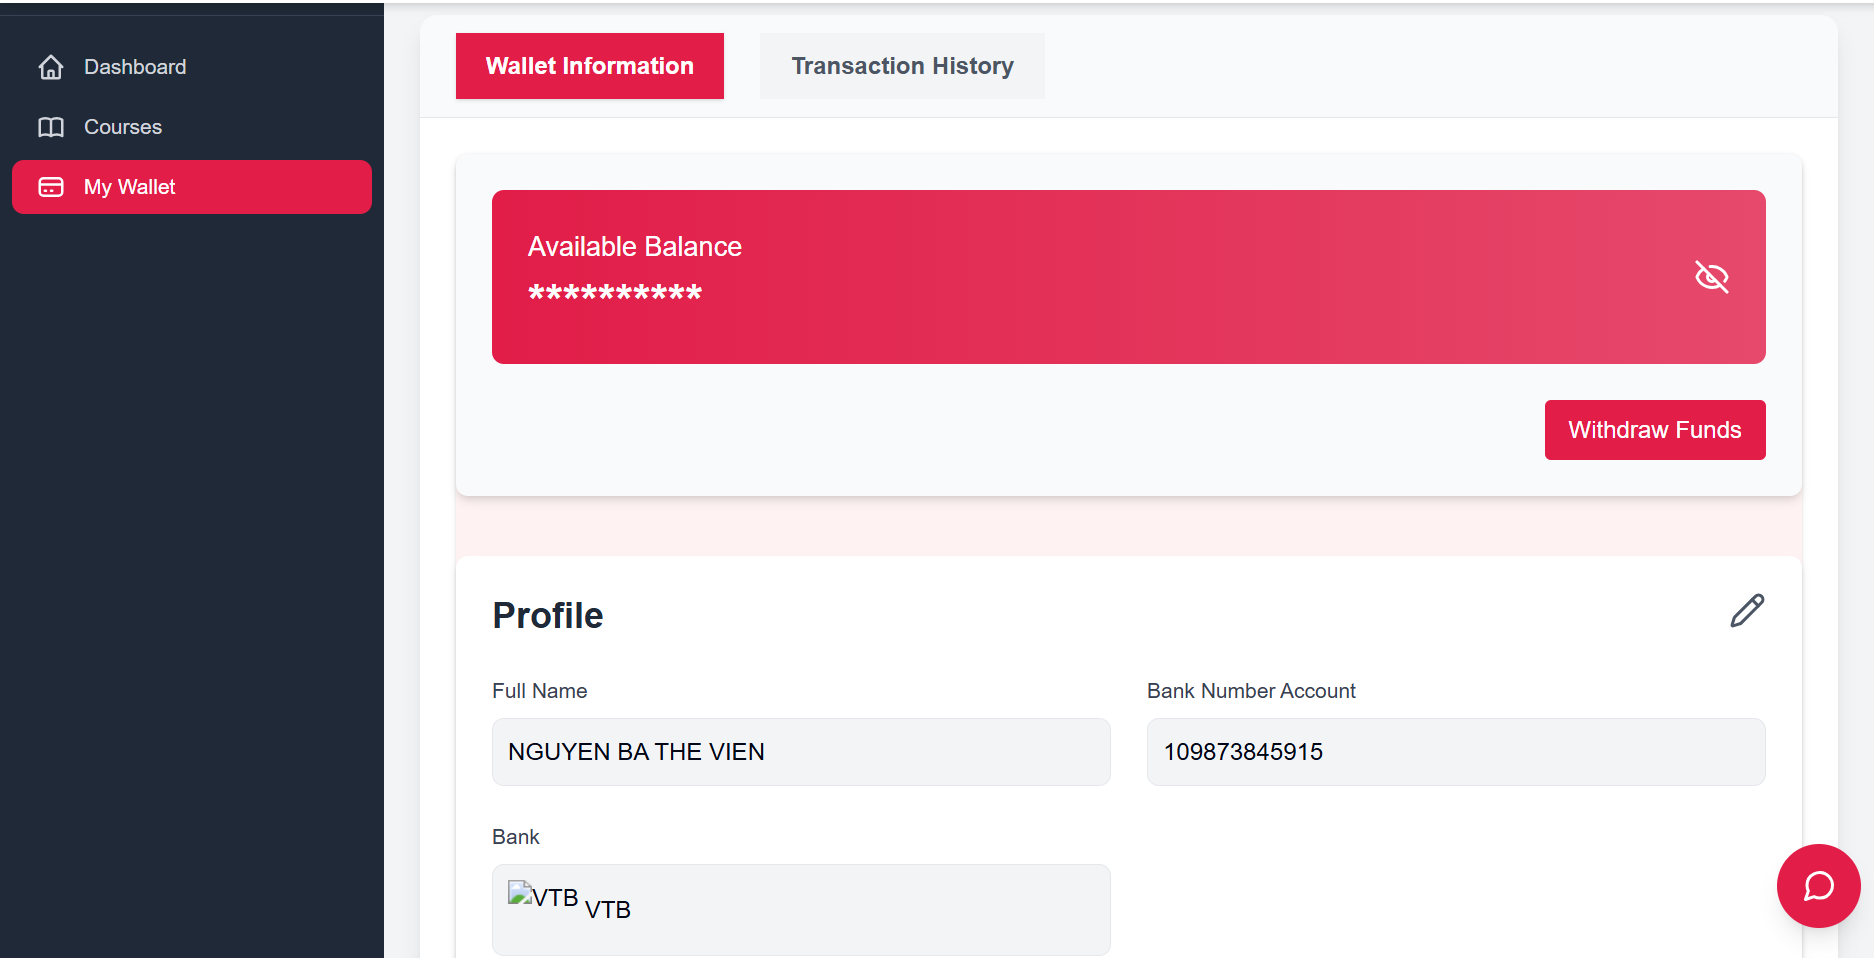 Dashboard
Courses
My Wallet
Wallet Information
Transaction History
Available Balance
**********
Withdraw Funds
Profile
Full Name
NGUYEN BA THE VIEN
Bank Number Account
109873845915
Bank
VTB VTB